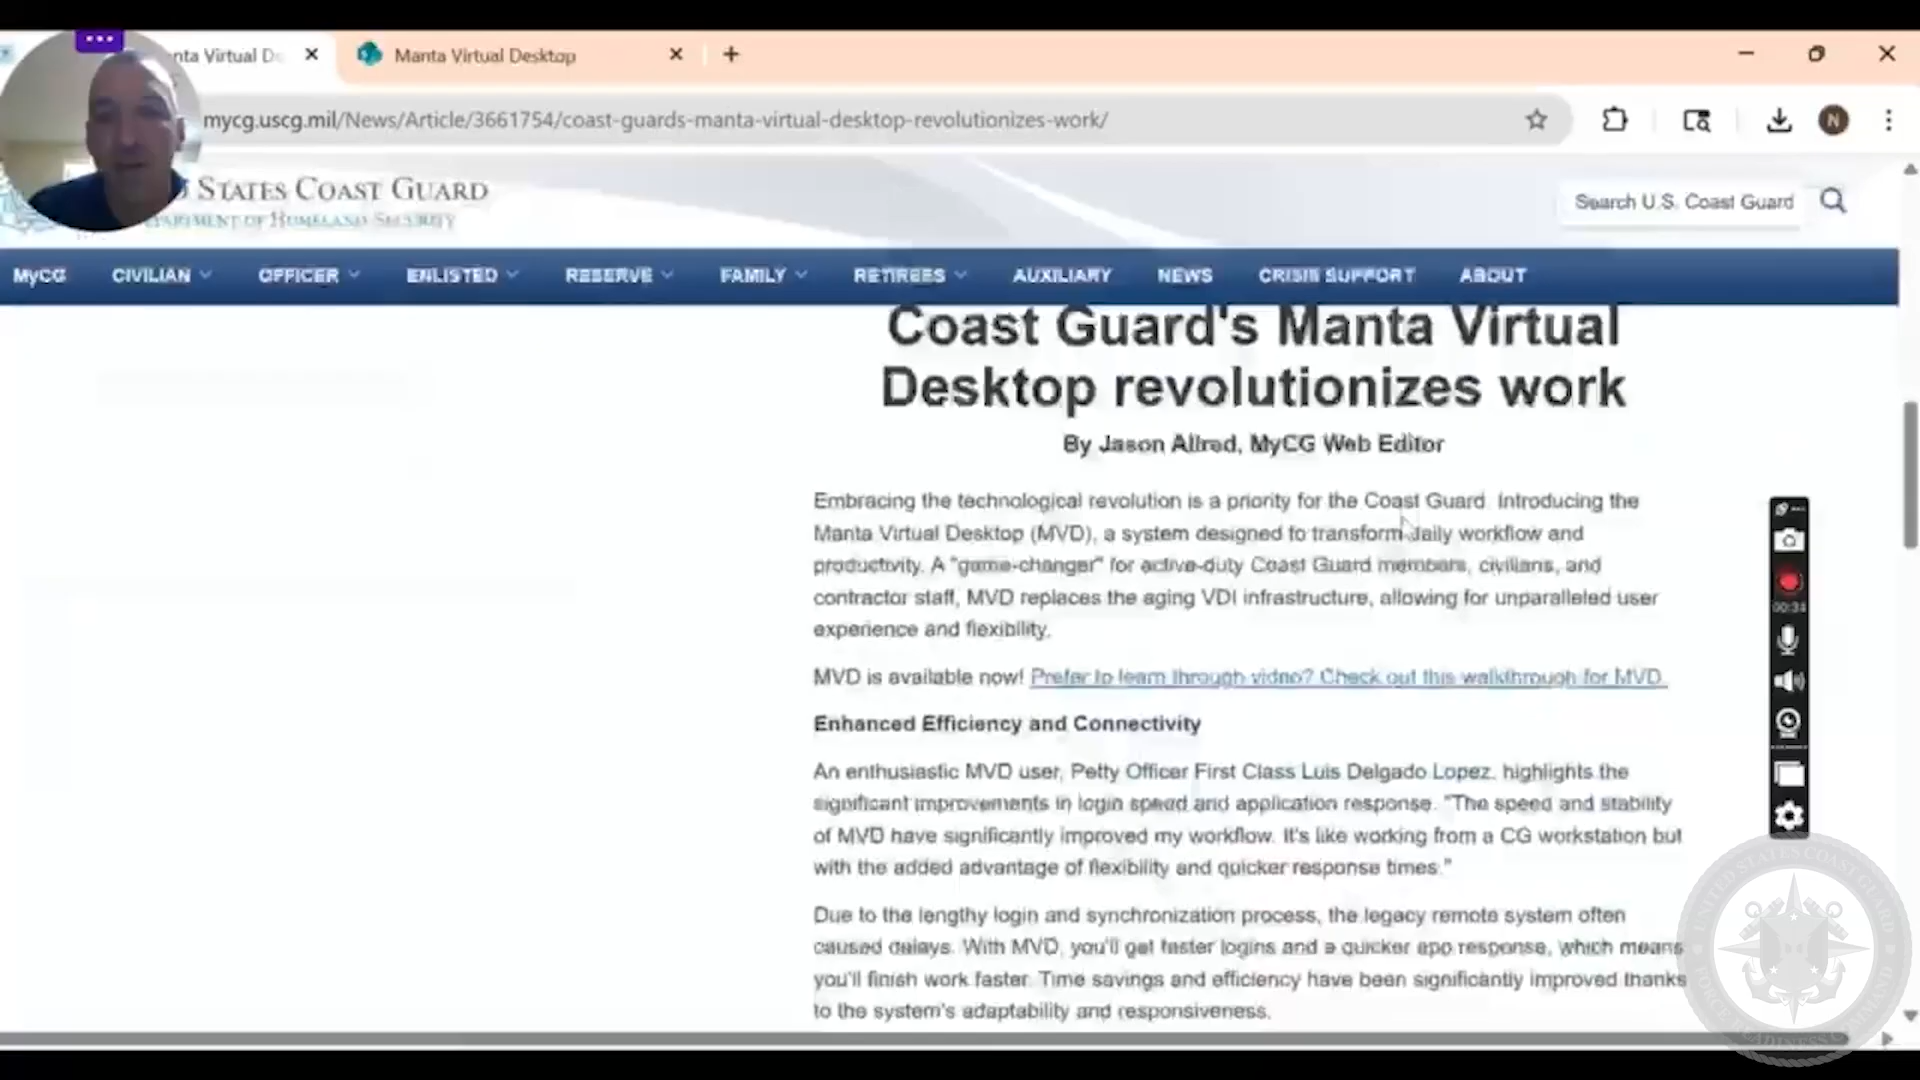 nta Virtual De
Manta Virtual Desktop
mycg.uscg.mil/News/Article/3661754/coast-guards-manta-virtual-desktop-revolutionizes-work/
N
STATES COAST GUARD
OF HOMELAND SECURITY
Search U.S. Coast Guard
MyCG CIVILIAN OFFICER ENLISTED RESERVE FAMILY RETIREES AUXILIARY NEWS CRISIS SUPPORT ABOUT
Coast Guard's Manta Virtual
Desktop revolutionizes work
By Jason Allred, MyCG Web Editor
Embracing the technological revolution is a priority for the Coast Guard. Introducing the
Manta Virtual Desktop (MVD), a system designed to transform daily workflow and
productivity. A "game-changer" for active-duty Coast Guard members, civilians, and
contractor staff, MVD replaces the aging VDI infrastructure, allowing for unparalleled user
experience and flexibility.
MVD is available now! Prefer to learn through video? Check out this walkthrough for MVD.
Enhanced Efficiency and Connectivity
An enthusiastic MVD user, Petty Officer First Class Luis Delgado Lopez, highlights the
significant improvements in login speed and application response. "The speed and stability
of MVD have significantly improved my workflow. It's like working from a CG workstation but
with the added advantage of flexibility and quicker response times."
Due to the lengthy login and synchronization process, the legacy remote system often
caused delays. With MVD, you'll get faster logins and a quicker app response, which means
you'll finish work faster. Time savings and efficiency have been significantly improved thanks
to the system's adaptability and responsiveness.
UNITED STATES COAST GUARD
FORCE READINESS COMMAND